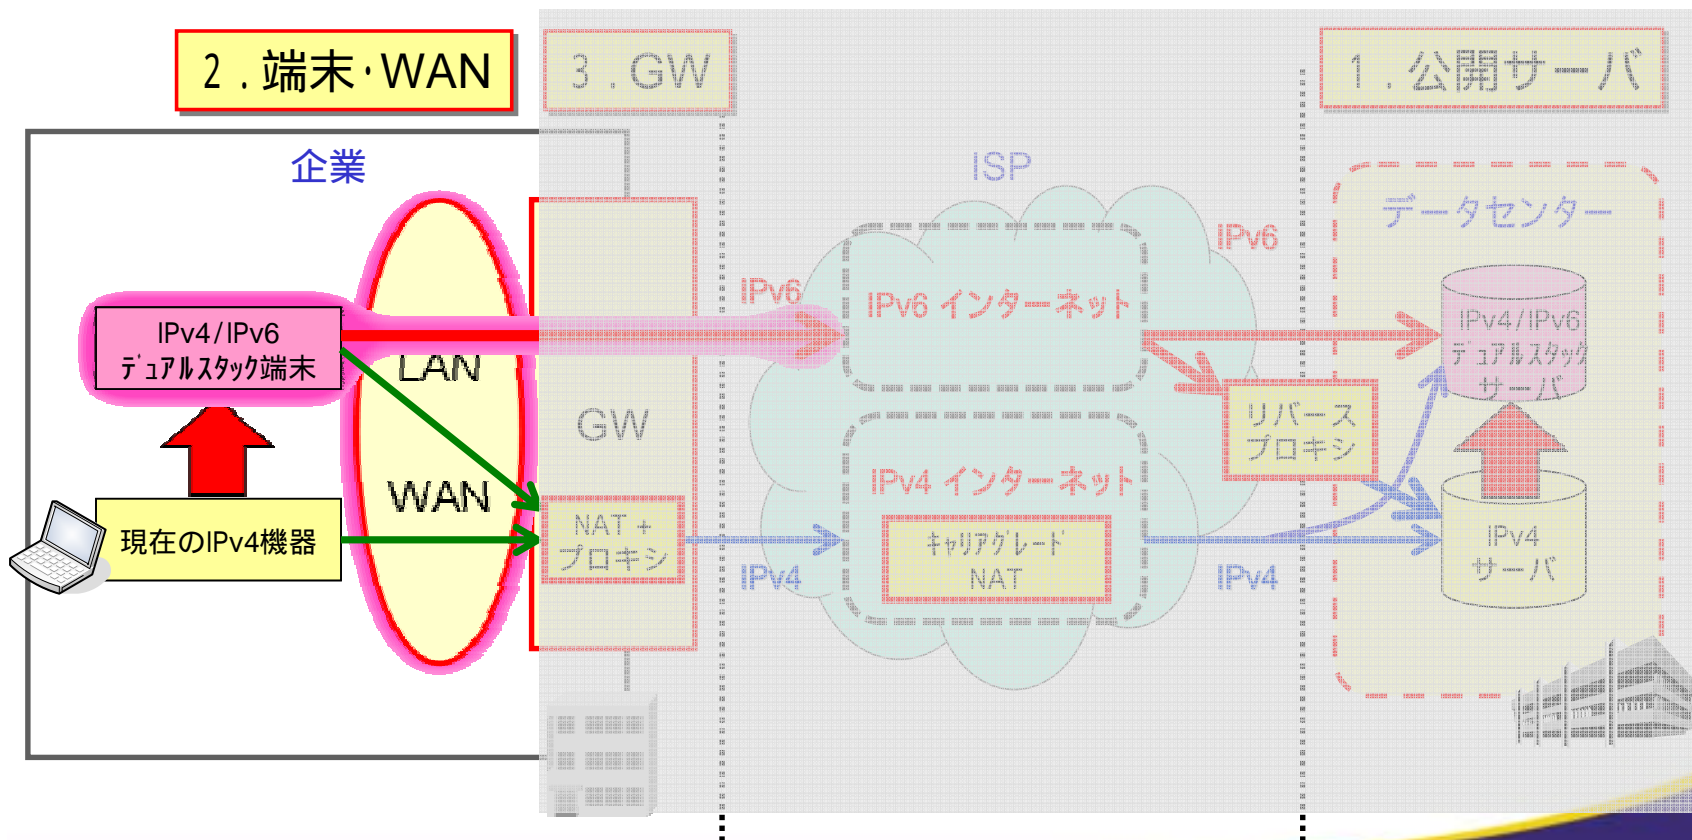 2．端末・WAN
3．GW
1．公開サーバ
企業
ISP
データセンター
IPv6
IPv6
IPv6 インターネット
IPv4/IPv6
ﾃﾞｭｱﾙｽﾀｯｸ端末
LAN
WAN
GW
IPv4/IPv6
ﾃﾞｭｱﾙｽﾀｯｸ
サーバ
リバース
プロキシ
IPv4 インターネット
現在のIPv4機器
NAT＋
プロキシ
ｷｬﾘｱｸﾞﾚｰﾄﾞ
NAT
IPv4
サーバ
IPv4
IPv4